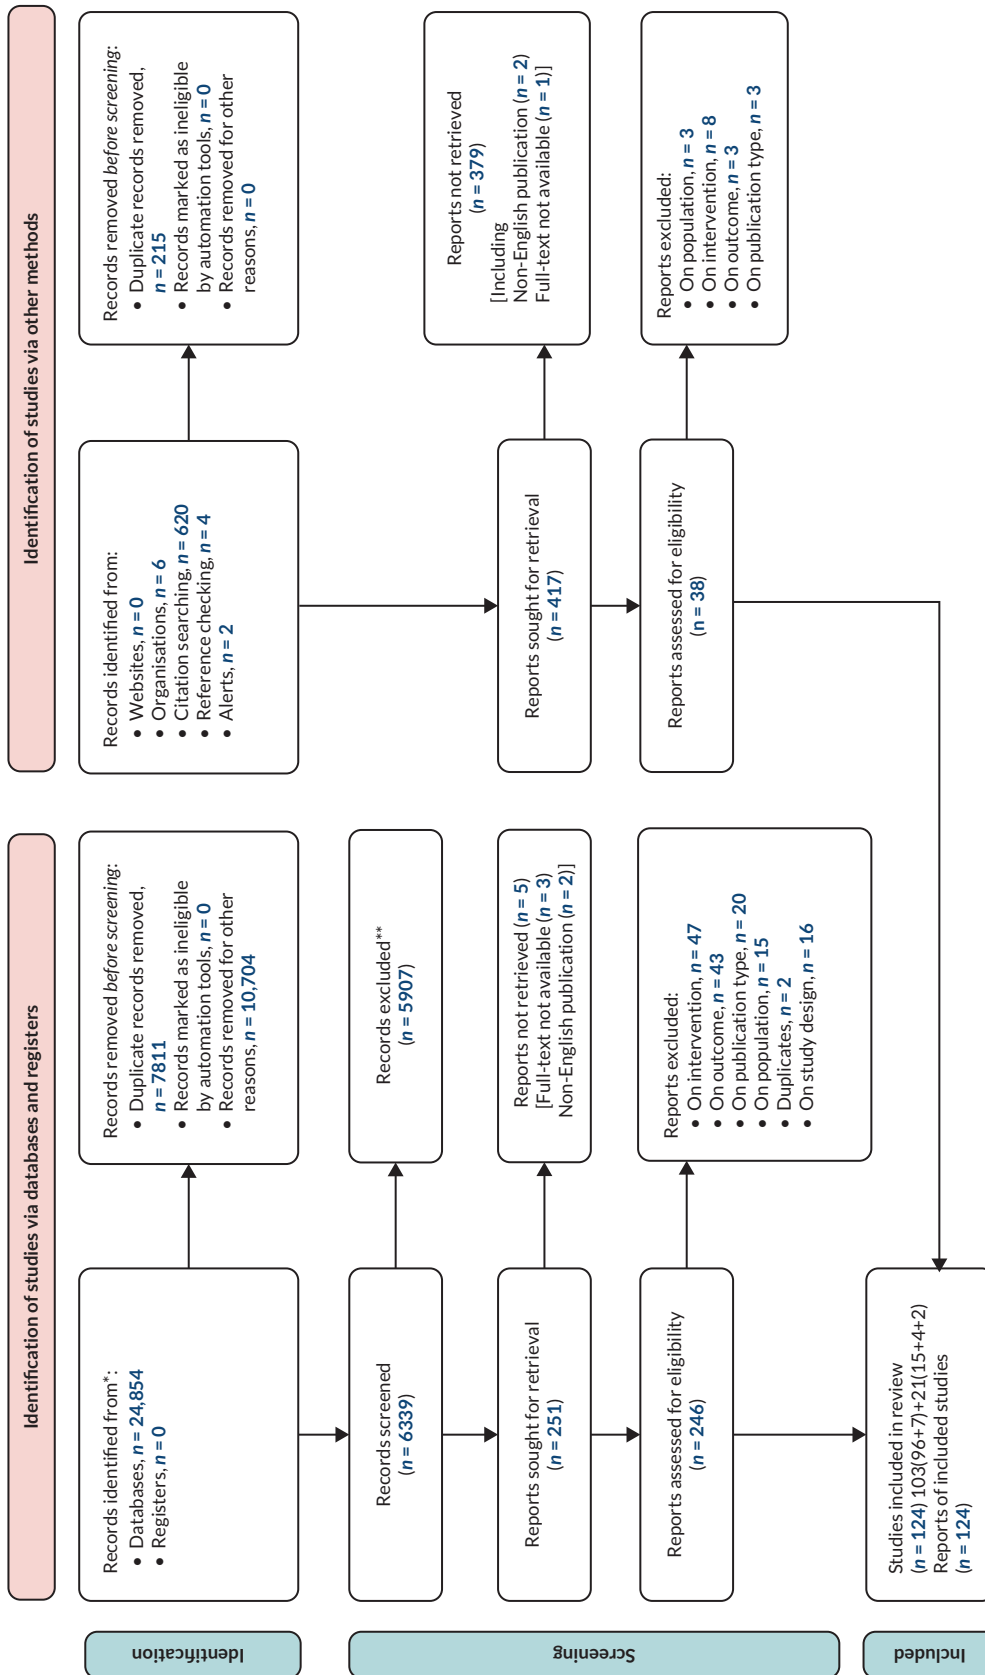 Identification of studies via databases and registers
Identification of studies via other methods
Identification
Records identified from*:
• Databases, n = 24,854
• Registers, n = 0
Records removed before screening:
• Duplicate records removed,
n = 7811
• Records marked as ineligible
by automation tools, n = 0
• Records removed for other
reasons, n = 10,704
Records identified from:
• Websites, n = 0
• Organisations, n = 6
• Citation searching, n = 620
• Reference checking, n = 4
• Alerts, n = 2
Records removed before screening:
• Duplicate records removed,
n = 215
• Records marked as ineligible
by automation tools, n = 0
• Records removed for other
reasons, n = 0
Screening
Records screened
(n = 6339)
Records excluded**
(n = 5907)
Reports sought for retrieval
(n = 251)
Reports not retrieved (n = 5)
[Full-text not available (n = 3)
Non-English publication (n = 2)]
Reports sought for retrieval
(n = 417)
Reports not retrieved
(n = 379)
[Including
Non-English publication (n = 2)
Full-text not available (n = 1)]
Reports assessed for eligibility
(n = 246)
Reports excluded:
• On intervention, n = 47
• On outcome, n = 43
• On publication type, n = 20
• On population, n = 15
• Duplicates, n = 2
• On study design, n = 16
Reports assessed for eligibility
(n = 38)
Reports excluded:
• On population, n = 3
• On intervention, n = 8
• On outcome, n = 3
• On publication type, n = 3
Included
Studies included in review
(n = 124) 103(96+7)+21(15+4+2)
Reports of included studies
(n = 124)